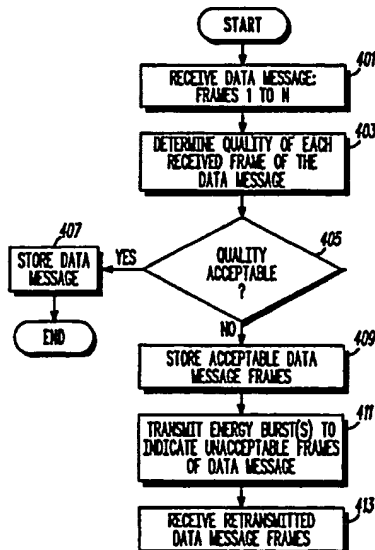 START
401
RECEIVE DATA MESSAGE:
FRAMES 1 TO N
403
DETERMINE QUALITY OF EACH
RECEIVED FRAME OF THE
DATA MESSAGE
405
QUALITY
ACCEPTABLE
?
YES
407
STORE DATA
MESSAGE
END
NO
409
STORE ACCEPTABLE DATA
MESSAGE FRAMES
411
TRANSMIT ENERGY BURST(S) TO
INDICATE UNACCEPTABLE FRAMES
OF DATA MESSAGE
413
RECEIVE RETRANSMITTED
DATA MESSAGE FRAMES